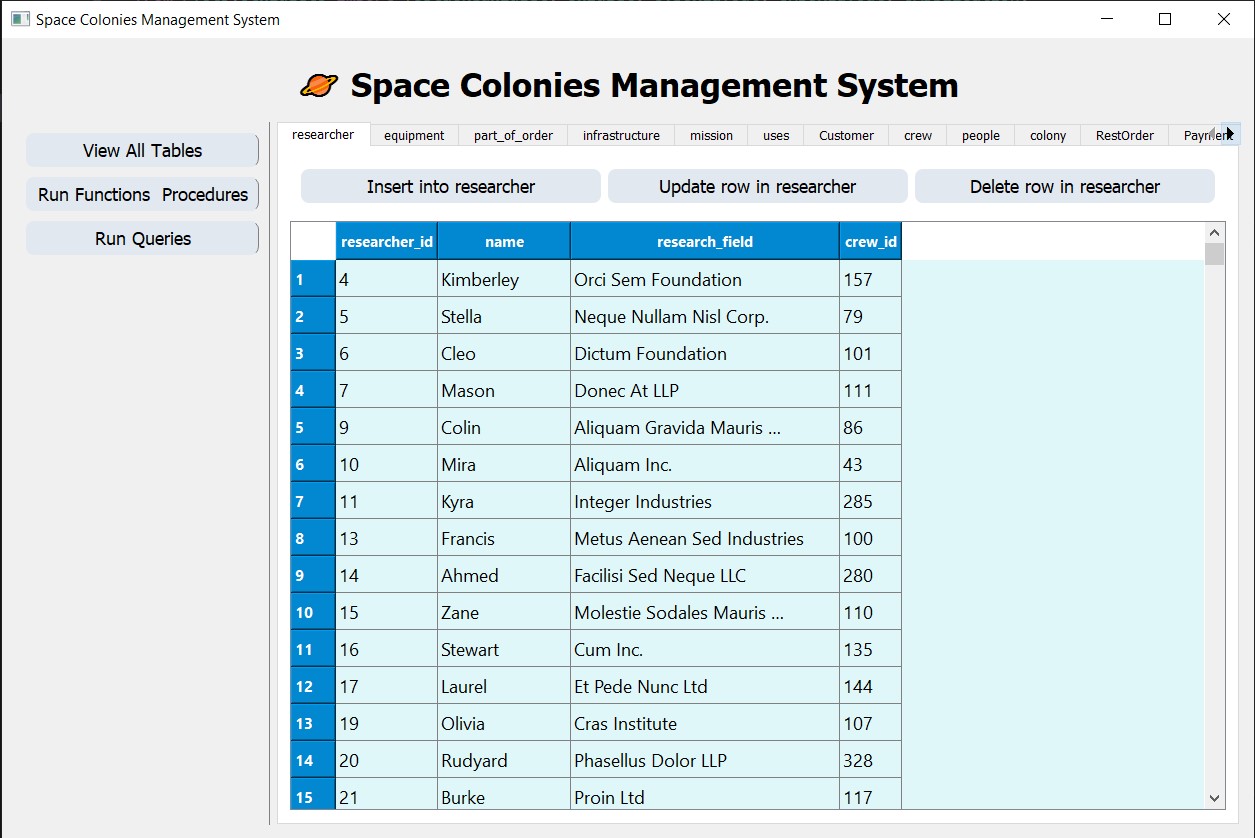 Space Colonies Management System
Space Colonies Management System
View All Tables
Run Functions  Procedures
Run Queries
researcher equipment part_of_order infrastructure mission uses Customer crew people colony RestOrder
Insert into researcher Update row in researcher Delete row in researcher
researcher_id name research_field crew_id
1 4 Kimberley Orci Sem Foundation 157
2 5 Stella Neque Nullam Nisl Corp. 79
3 6 Cleo Dictum Foundation 101
4 7 Mason Donec At LLP 111
5 9 Colin Aliquam Gravida Mauris ... 86
6 10 Mira Aliquam Inc. 43
7 11 Kyra Integer Industries 285
8 13 Francis Metus Aenean Sed Industries 100
9 14 Ahmed Facilisi Sed Neque LLC 280
10 15 Zane Molestie Sodales Mauris ... 110
11 16 Stewart Cum Inc. 135
12 17 Laurel Et Pede Nunc Ltd 144
13 19 Olivia Cras Institute 107
14 20 Rudyard Phasellus Dolor LLP 328
15 21 Burke Proin Ltd 117